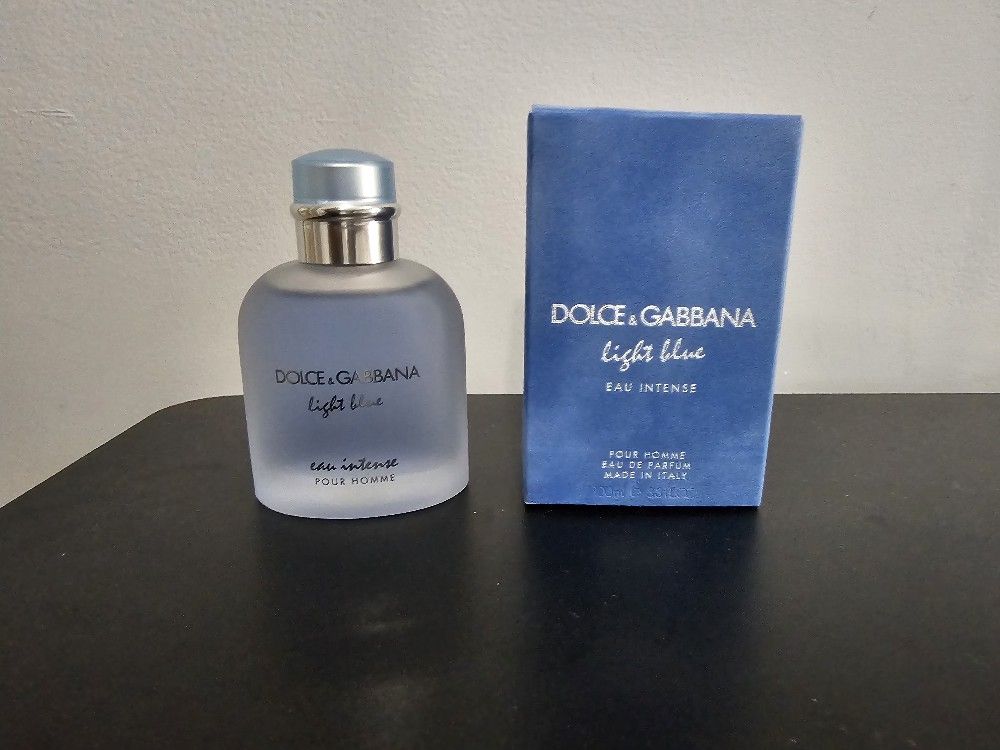 DOLCE & GABBANA
light blue
eau intense
POUR HOMME
DOLCE & GABBANA
light blue
EAU INTENSE
POUR HOMME
EAU DE PARFUM
MADE IN ITALY
100ml